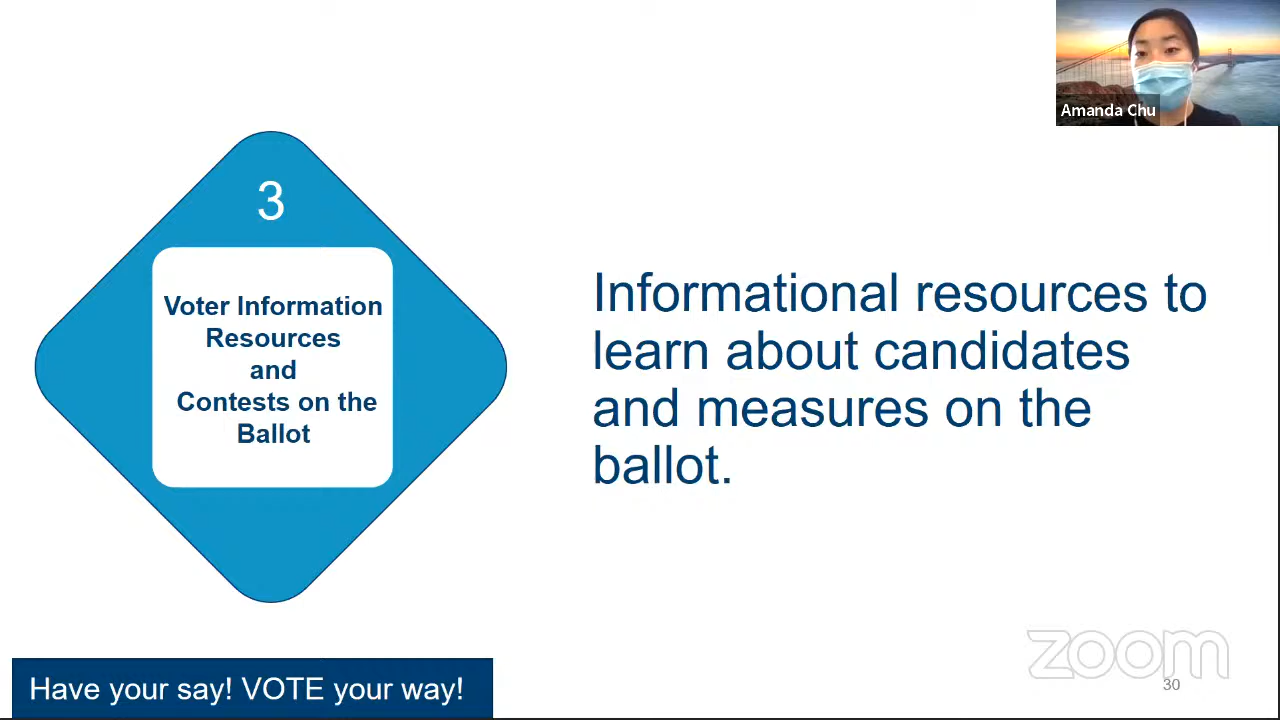 Amanda Chu
3
Voter Information
Resources
and
Contests on the
Ballot
Informational resources to
learn about candidates
and measures on the
ballot.
Have your say! VOTE your way!
zoom
30